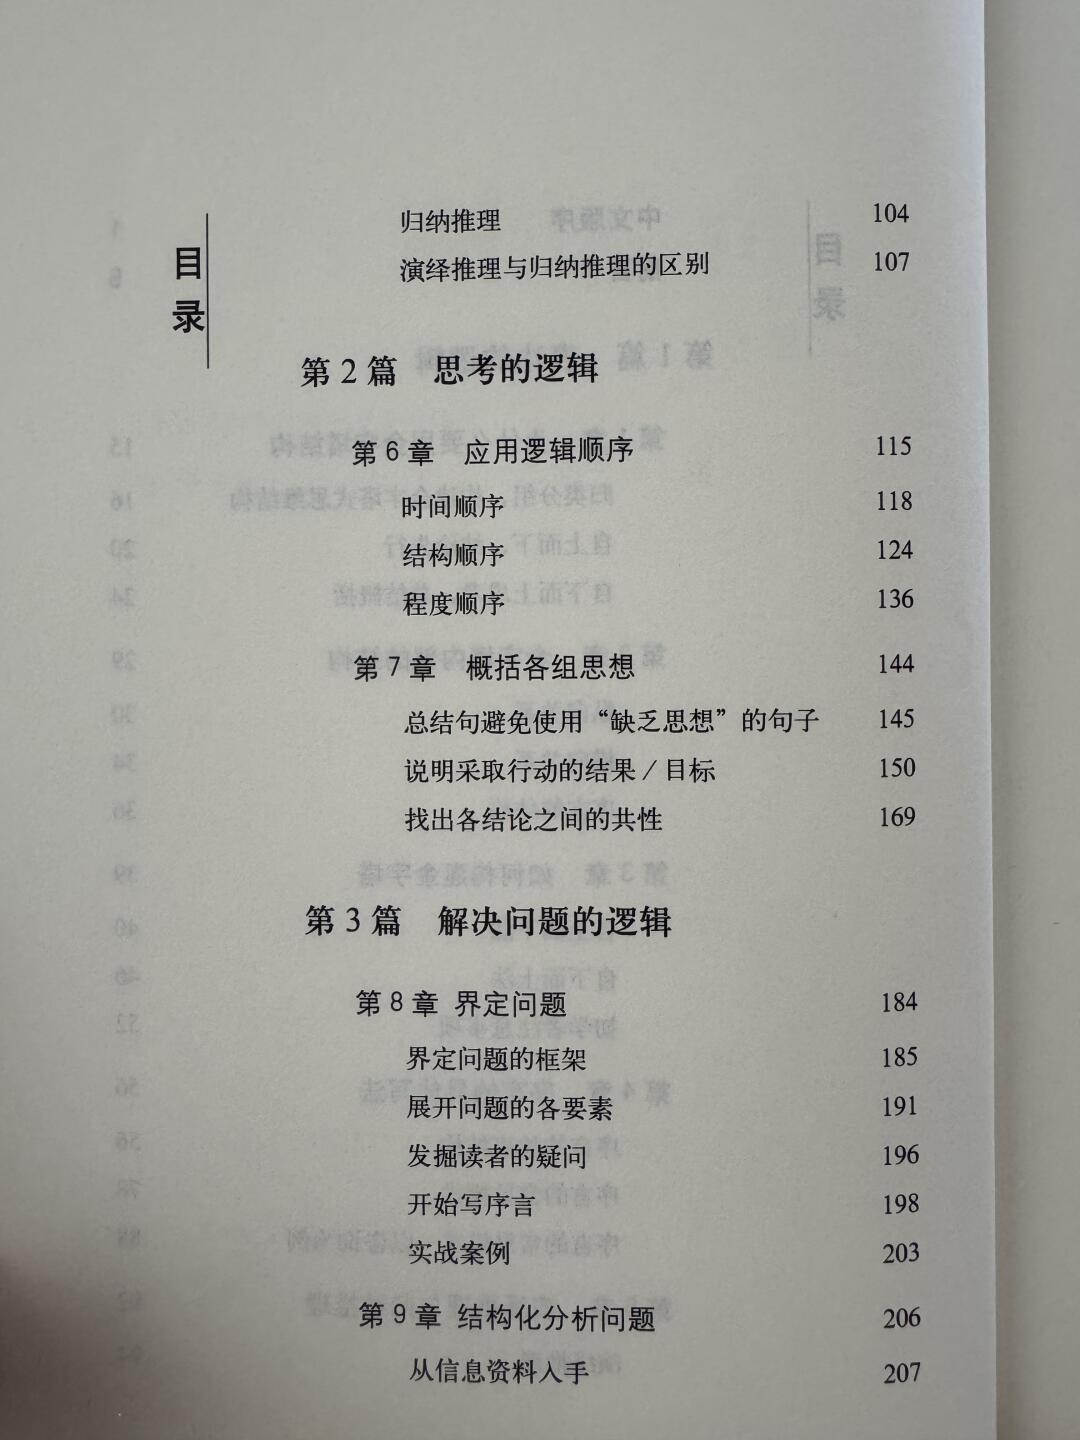 目录
归纳推理 104
演绎推理与归纳推理的区别 107
第2篇 思考的逻辑
第6章 应用逻辑顺序 115
时间顺序 118
结构顺序 124
程度顺序 136
第7章 概括各组思想 144
总结句避免使用“缺乏思想”的句子 145
说明采取行动的结果/目标 150
找出各结论之间的共性 169
第3篇 解决问题的逻辑
第8章 界定问题 184
界定问题的框架 185
展开问题的各要素 191
发掘读者的疑问 196
开始写序言 198
实战案例 203
第9章 结构化分析问题 206
从信息资料入手 207